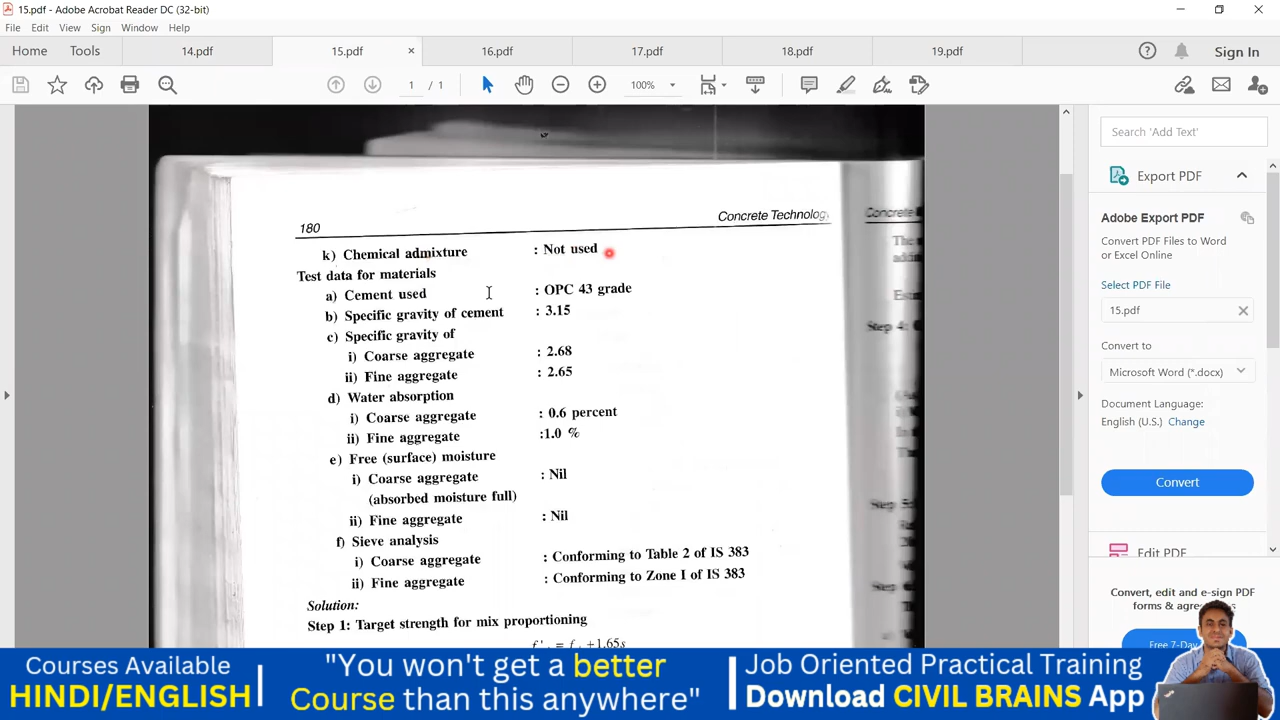 15.pdf - Adobe Acrobat Reader DC (32-bit)
File Edit View Sign Window Help
Home Tools 14.pdf 15.pdf × 16.pdf 17.pdf 18.pdf 19.pdf Sign In
1 / 1 100%
Search 'Add Text'
Export PDF
Adobe Export PDF
Convert PDF Files to Word
or Excel Online
Select PDF File
15.pdf
Convert to
Microsoft Word (*.docx)
Document Language:
English (U.S.) Change
Convert
Edit PDF
Convert, edit and e-sign PDF
forms & agreements
Free 7-Day
180 Concrete Technology
k) Chemical admixture : Not used
Test data for materials
a) Cement used : OPC 43 grade
b) Specific gravity of cement : 3.15
c) Specific gravity of
i) Coarse aggregate : 2.68
ii) Fine aggregate : 2.65
d) Water absorption
i) Coarse aggregate : 0.6 percent
ii) Fine aggregate :1.0 %
e) Free (surface) moisture
i) Coarse aggregate : Nil
(absorbed moisture full)
ii) Fine aggregate : Nil
f) Sieve analysis
i) Coarse aggregate : Conforming to Table 2 of IS 383
ii) Fine aggregate : Conforming to Zone I of IS 383
Solution:
Step 1: Target strength for mix proportioning
Concrete
Step 4:
Courses Available
HINDI/ENGLISH
"You won't get a better
Course than this anywhere"
Job Oriented Practical Training
Download CIVIL BRAINS App